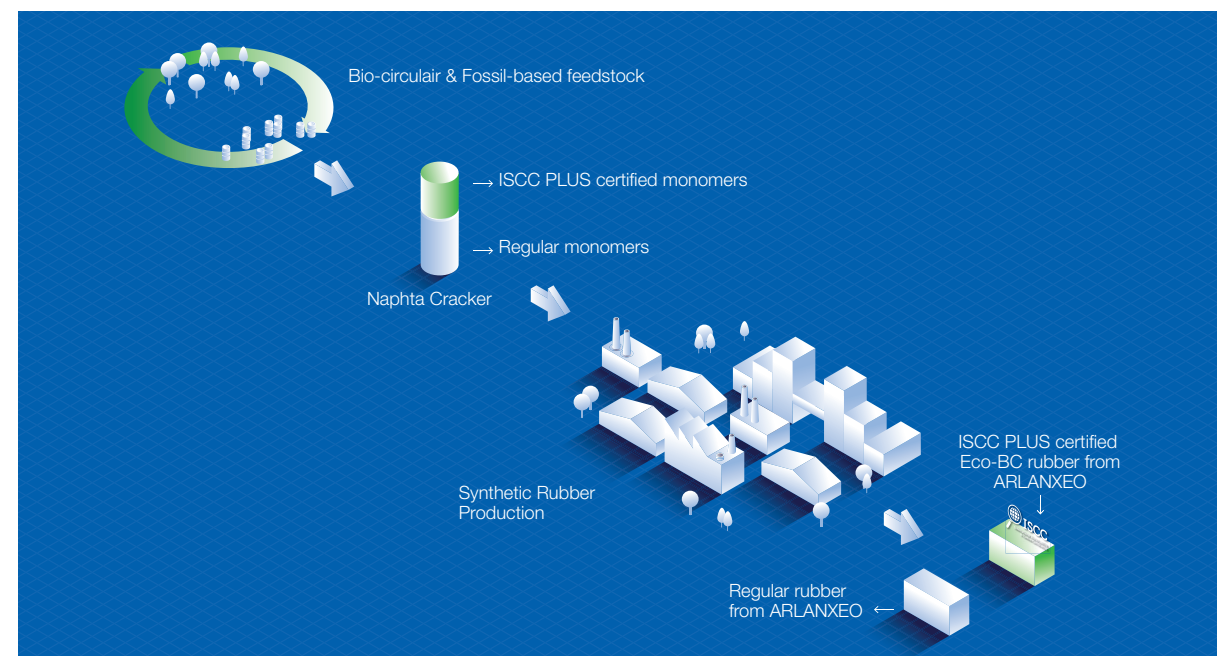 Bio-circulair & Fossil-based feedstock
ISCC PLUS certified monomers
Regular monomers
Naphta Cracker
Synthetic Rubber
Production
ISCC PLUS certified
Eco-BC rubber from
ARLANXEO
ISCC
Regular rubber
from ARLANXEO